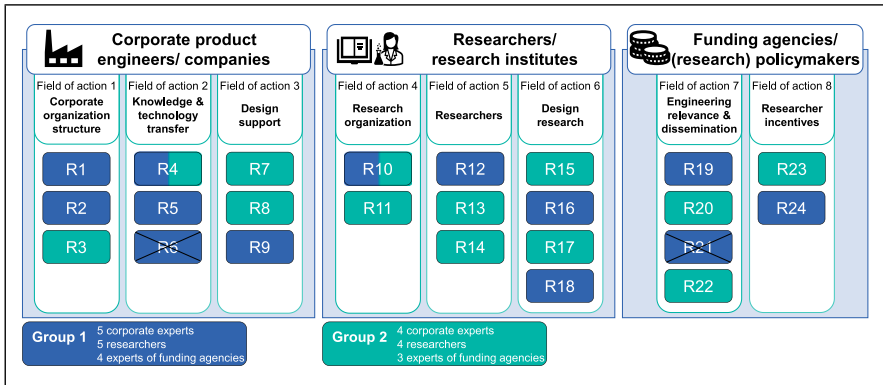 Corporate product
engineers/ companies
Researchers/
research institutes
Funding agencies/
(research) policymakers
Field of action 1
Corporate
organization
structure
R1
R2
R3
Field of action 2
Knowledge &
technology
transfer
R4
R5
R6
Field of action 3
Design
support
R7
R8
R9
Field of action 4
Research
organization
R10
R11
Field of action 5
Researchers
R12
R13
R14
Field of action 6
Design
research
R15
R16
R17
R18
Field of action 7
Engineering
relevance &
dissemination
R19
R20
R21
R22
Field of action 8
Researcher
incentives
R23
R24
Group 1
5 corporate experts
5 researchers
4 experts of funding agencies
Group 2
4 corporate experts
4 researchers
3 experts of funding agencies